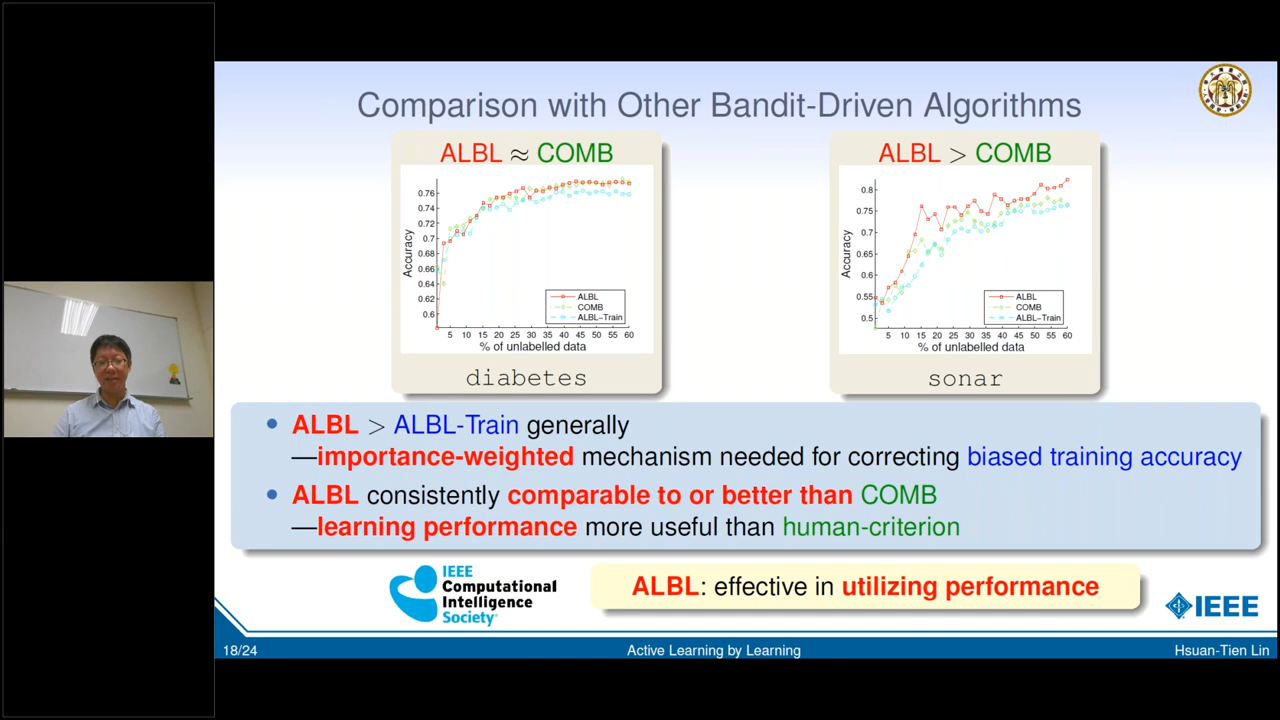 Comparison with Other Bandit-Driven Algorithms
ALBL ≈ COMB
0.76
0.74
0.72
0.7
0.68
0.66
0.64
0.62
0.6
Accuracy
ALBL
COMB
ALBL-Train
5 10 15 20 25 30 35 40 45 50 55 60
% of unlabelled data
diabetes
ALBL > COMB
0.8
0.75
0.7
0.65
0.6
0.55
0.5
Accuracy
ALBL
COMB
ALBL-Train
5 10 15 20 25 30 35 40 45 50 55 60
% of unlabelled data
sonar
• ALBL > ALBL-Train generally
—importance-weighted mechanism needed for correcting biased training accuracy
• ALBL consistently comparable to or better than COMB
—learning performance more useful than human-criterion
IEEE
Computational
Intelligence
Society
ALBL: effective in utilizing performance
IEEE
18/24
Active Learning by Learning
Hsuan-Tien Lin